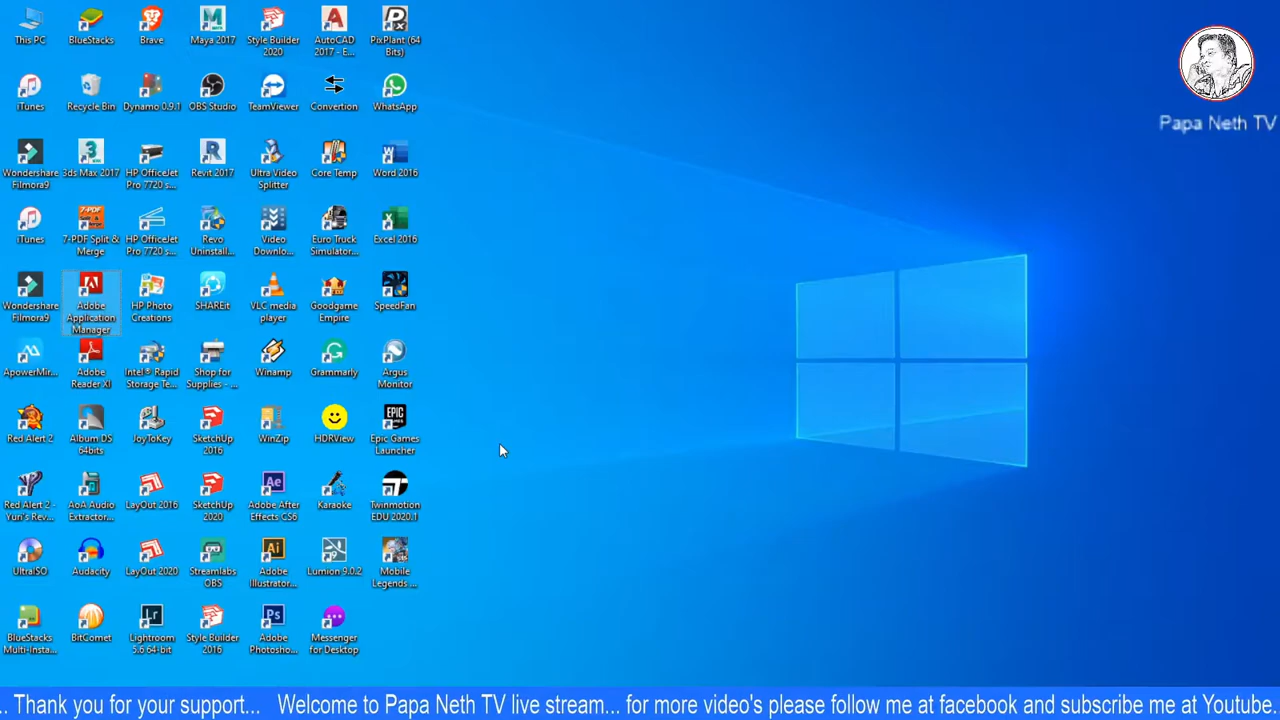 This PC
BlueStacks
Brave
Maya 2017
Style Builder
2020
AutoCAD
2017 - E...
PixPlant (64
Bits)
iTunes
Recycle Bin
Dynamo 0.9.1
OBS Studio
TeamViewer
Convertion
WhatsApp
Wondershare
Filmora9
3ds Max 2017
HP OfficeJet
Pro 7720 s...
Revit 2017
Ultra Video
Splitter
Core Temp
Word 2016
iTunes
7-PDF Split &
Merge
HP OfficeJet
Pro 7720 s...
Revo
Uninstall...
Video
Downlo...
Euro Truck
Simulator...
Excel 2016
Wondershare
Filmora9
Adobe
Application
Manager
HP Photo
Creations
SHAREit
VLC media
player
Goodgame
Empire
SpeedFan
ApowerMir...
Adobe
Reader XI
Intel® Rapid
Storage Te...
Shop for
Supplies - ...
Winamp
Grammarly
Argus
Monitor
Red Alert 2
Album DS
64bits
JoyToKey
SketchUp
2016
WinZip
HDRView
Epic Games
Launcher
Red Alert 2 -
Yuri's Rev...
AoA Audio
Extractor...
LayOut 2016
SketchUp
2020
Adobe After
Effects CS6
Karaoke
Twinmotion
EDU 2020.1
UltraISO
Audacity
LayOut 2020
Streamlabs
OBS
Adobe
Illustrator...
Lumion 9.0.2
Mobile
Legends ...
BlueStacks
Multi-Insta...
BitComet
Lightroom
5.6 64-bit
Style Builder
2016
Adobe
Photosho...
Messenger
for Desktop
Papa Neth TV
.. Thank you for your support... Welcome to Papa Neth TV live stream... for more video's please follow me at facebook and subscribe me at Youtube...